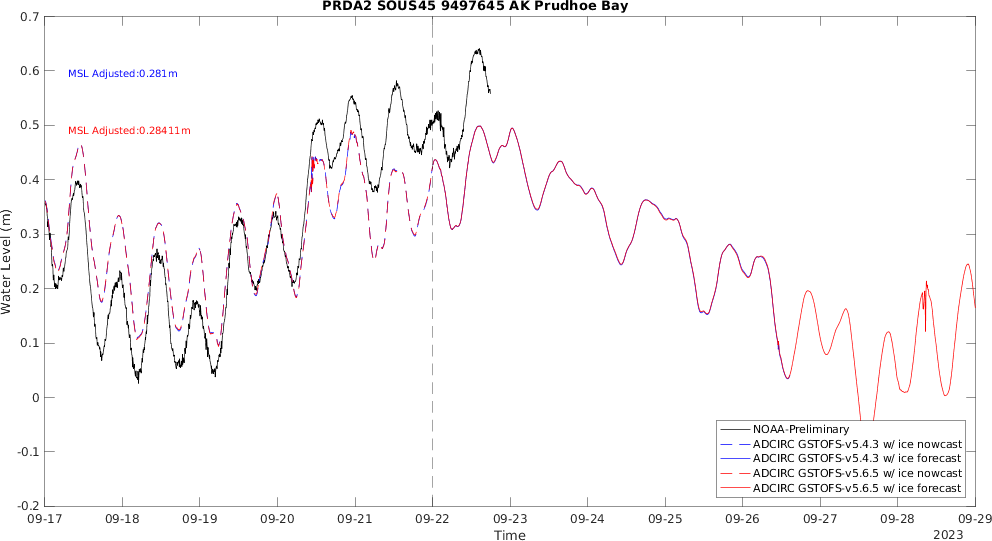 PRDA2 SOUS45 9497645 AK Prudhoe Bay
0.7
0.6
0.5
0.4
0.3
0.2
0.1
0
-0.1
-0.2
Water Level (m)
MSL Adjusted:0.281m
MSL Adjusted:0.28411m
NOAA-Preliminary
ADCIRC GSTOFS-v5.4.3 w/ ice nowcast
ADCIRC GSTOFS-v5.4.3 w/ ice forecast
ADCIRC GSTOFS-v5.6.5 w/ ice nowcast
ADCIRC GSTOFS-v5.6.5 w/ ice forecast
09-17 09-18 09-19 09-20 09-21 09-22 09-23 09-24 09-25 09-26 09-27 09-28 09-29
Time
2023